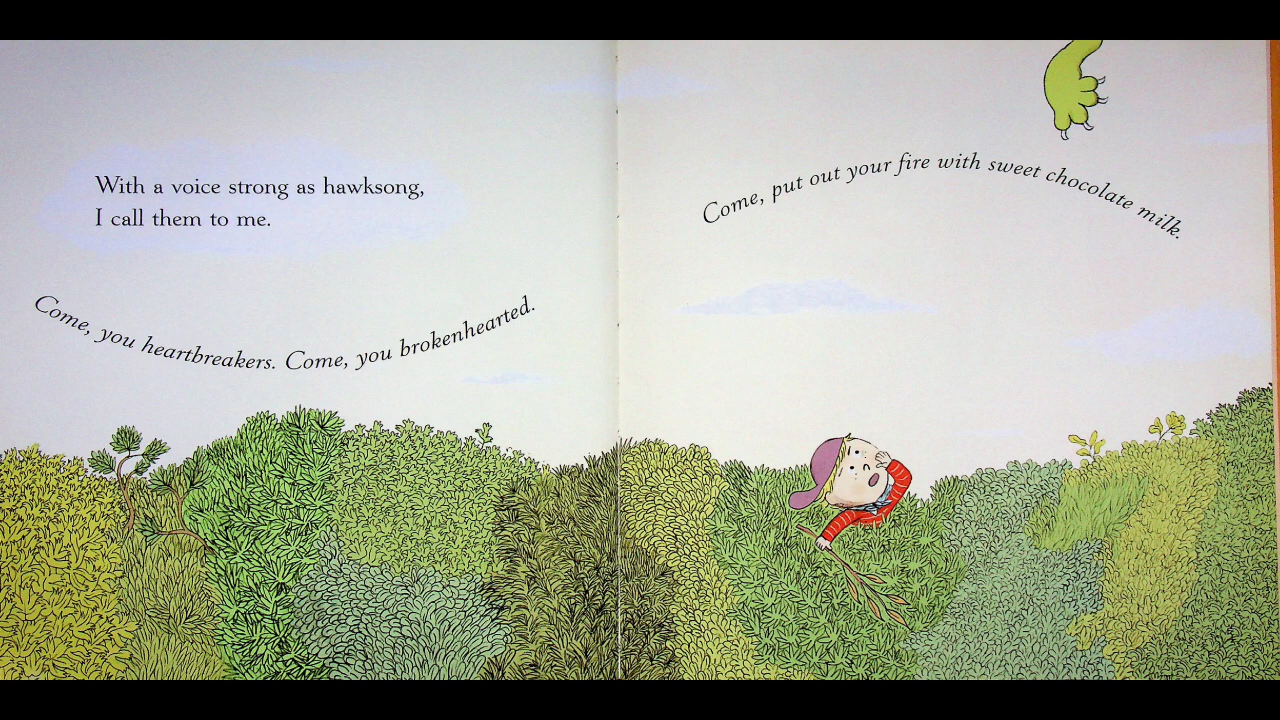 With a voice strong as hawksong,
I call them to me.
Come, you heartbreakers. Come, you brokenhearted.
Come, put out your fire with sweet chocolate milk.